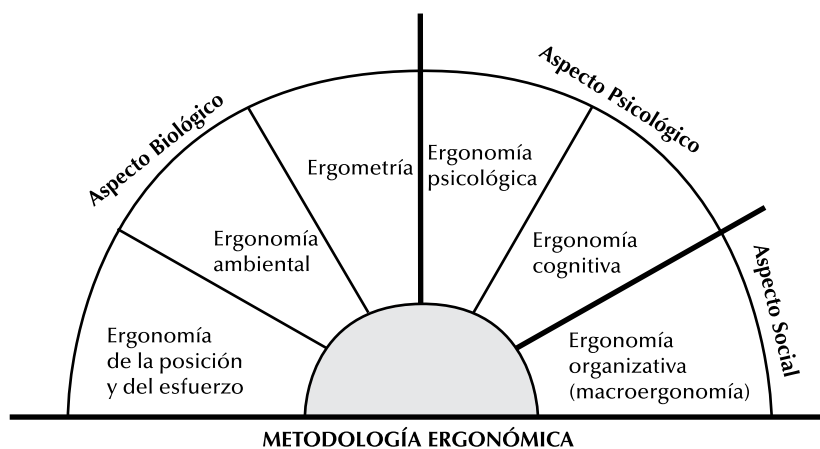 Aspecto Biológico
Aspecto Psicológico
Aspecto Social
Ergometría
Ergonomía
psicológica
Ergonomía
ambiental
Ergonomía
cognitiva
Ergonomía
de la posición
y del esfuerzo
Ergonomía
organizativa
(macroergonomía)
METODOLOGÍA ERGONÓMICA